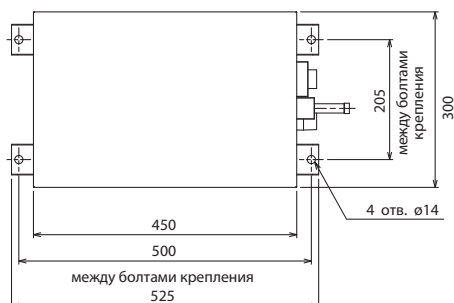 205
между болтами
крепления
300
4 отв. ø14
450
500
между болтами крепления
525